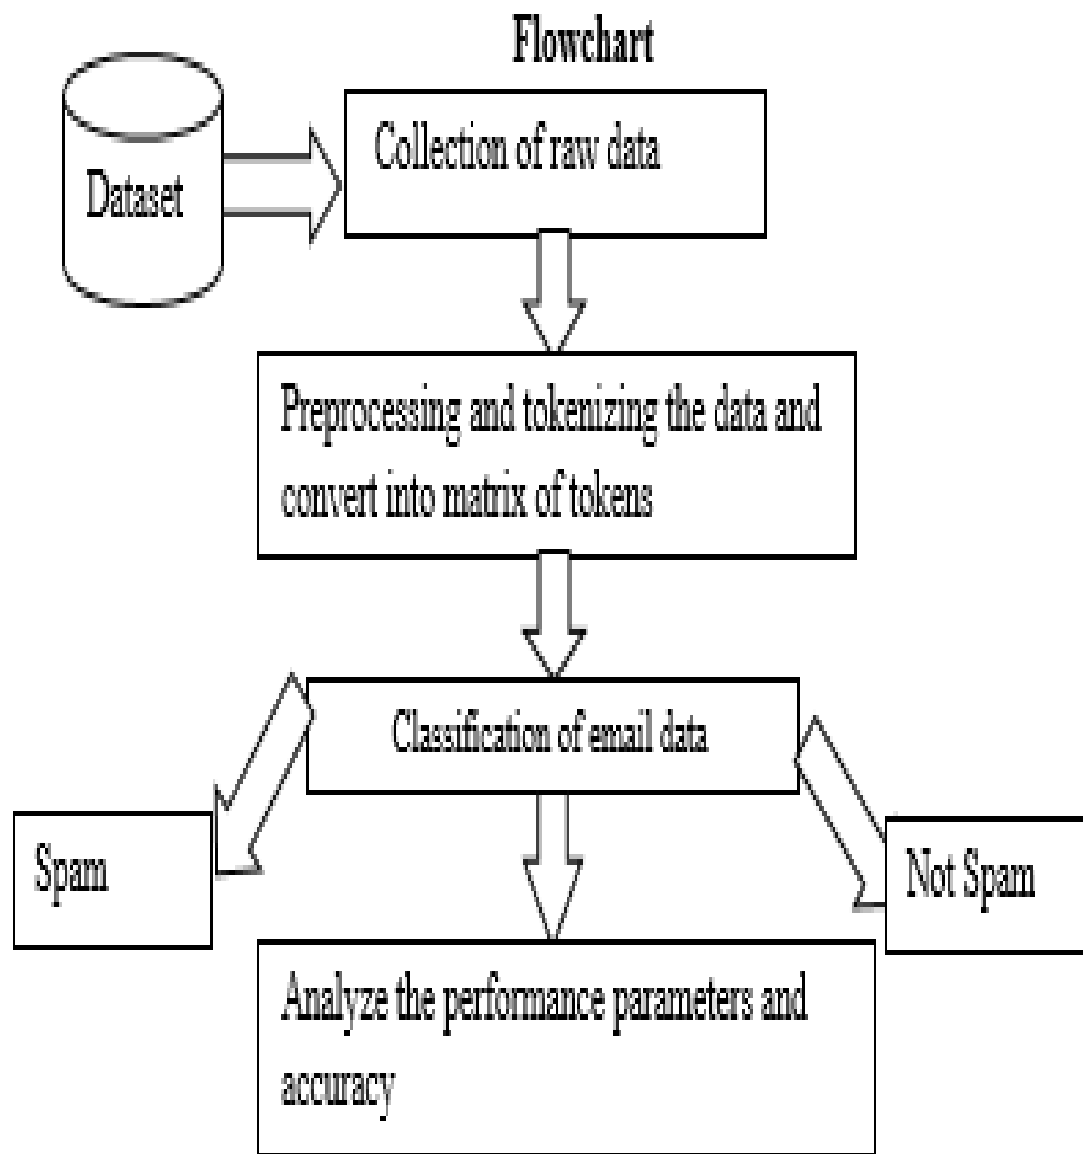 Flowchart
Dataset
Collection of raw data
Preprocessing and tokenizing the data and
convert into matrix of tokens
Classification of email data
Spam
Not Spam
Analyze the performance parameters and
accuracy